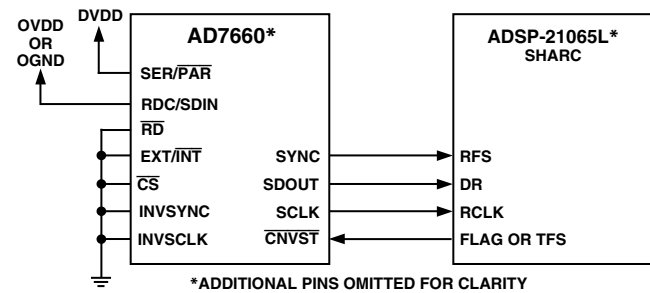 DVDD
OVDD
OR
OGND
AD7660*
SER/PAR
RDC/SDIN
RD
EXT/INT
CS
INVSYNC
INVSCLK
SYNC
SDOUT
SCLK
CNVST
ADSP-21065L*
SHARC
RFS
DR
RCLK
FLAG OR TFS
*ADDITIONAL PINS OMITTED FOR CLARITY